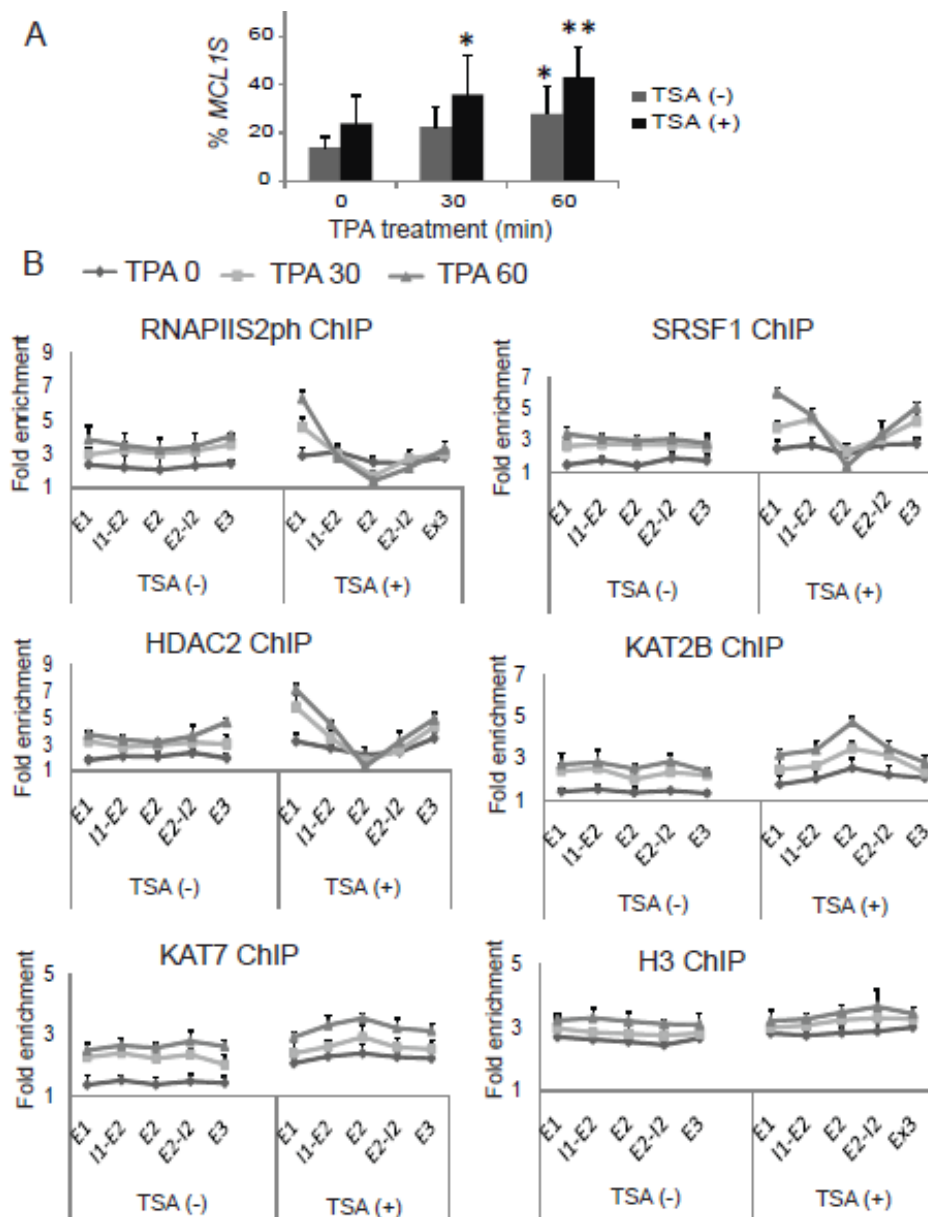 A
% MCL1S
60
40
20
0
*
*
**
TSA (-)
TSA (+)
0 30 60
TPA treatment (min)
B
TPA 0 TPA 30 TPA 60
RNAPIIS2ph ChIP
Fold enrichment
9
7
5
3
1
E1 I1-E2 E2 E2-I2 E3
E1 I1-E2 E2 E2-I2 Ex3
TSA (-) TSA (+)
SRSF1 ChIP
Fold enrichment
7
5
3
1
E1 I1-E2 E2 E2-I2 E3
E1 I1-E2 E2 E2-I2 E3
TSA (-) TSA (+)
HDAC2 ChIP
Fold enrichment
9
7
5
3
1
E1 I1-E2 E2 E2-I2 E3
E1 I1-E2 E2 E2-I2 E3
TSA (-) TSA (+)
KAT2B ChIP
Fold enrichment
7
5
3
1
E1 I1-E2 E2 E2-I2 E3
E1 I1-E2 E2 E2-I2 E3
TSA (-) TSA (+)
KAT7 ChIP
Fold enrichment
5
3
1
E1 I1-E2 E2 E2-I2 E3
E1 I1-E2 E2 E2-I2 E3
TSA (-) TSA (+)
H3 ChIP
Fold enrichment
5
3
1
E1 I1-E2 E2 E2-I2 E3
E1 I1-E2 E2 E2-I2 Ex3
TSA (-) TSA (+)